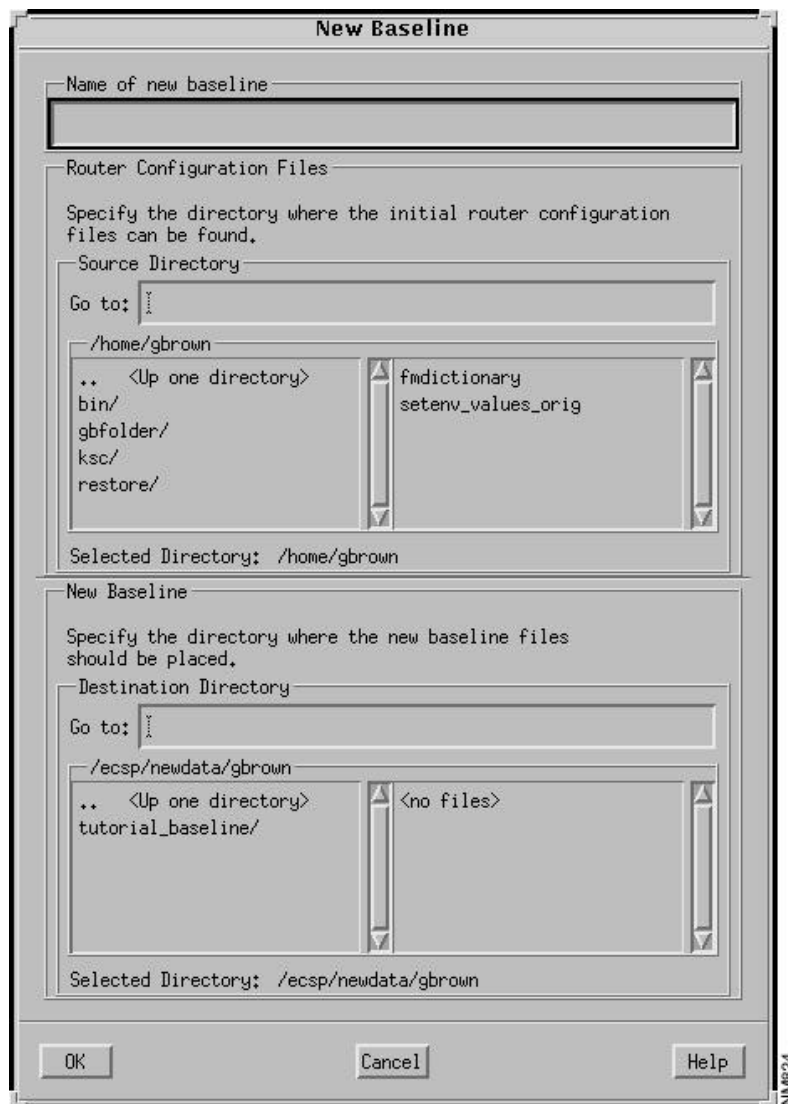 New Baseline
Name of new baseline
Router Configuration Files
Specify the directory where the initial router configuration
files can be found.
Source Directory
Go to:
/home/gbrown
.. <Up one directory>
bin/
gbfolder/
ksc/
restore/
fmdictionary
setenv_values_orig
Selected Directory: /home/gbrown
New Baseline
Specify the directory where the new baseline files
should be placed.
Destination Directory
Go to:
/ecsp/newdata/gbrown
.. <Up one directory>
tutorial_baseline/
<no files>
Selected Directory: /ecsp/newdata/gbrown
OK
Cancel
Help
NM824